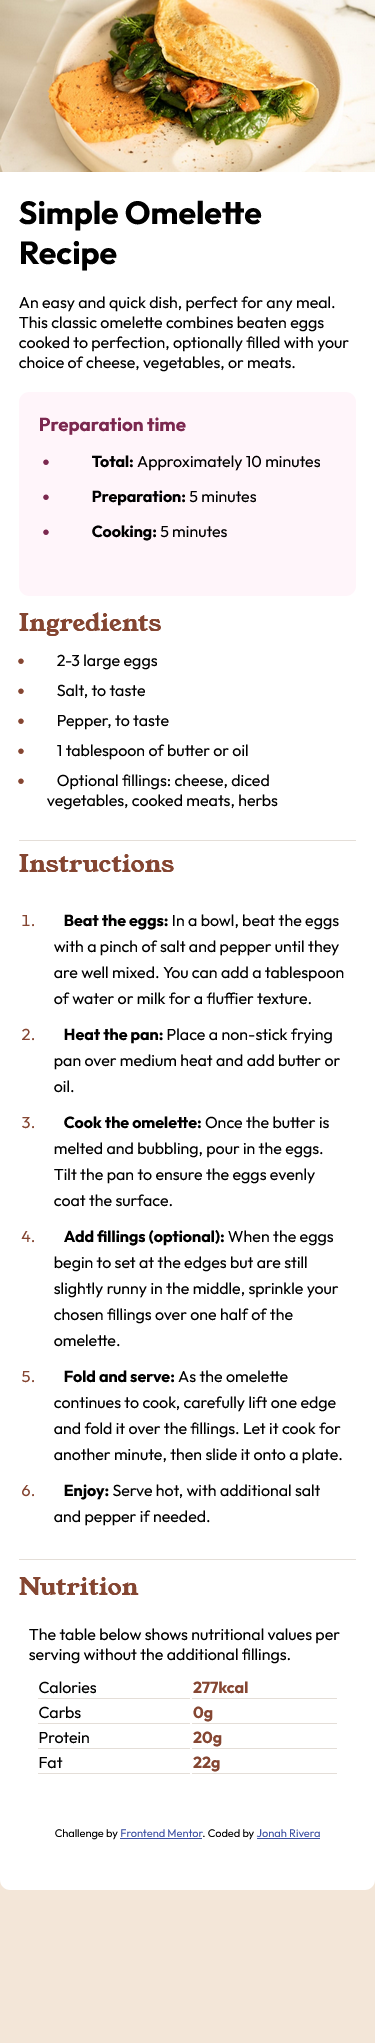 Simple Omelette
Recipe
An easy and quick dish, perfect for any meal.
This classic omelette combines beaten eggs
cooked to perfection, optionally filled with your
choice of cheese, vegetables, or meats.
Preparation time
• Total: Approximately 10 minutes
• Preparation: 5 minutes
• Cooking: 5 minutes
Ingredients
• 2-3 large eggs
• Salt, to taste
• Pepper, to taste
• 1 tablespoon of butter or oil
• Optional fillings: cheese, diced
vegetables, cooked meats, herbs
Instructions
1. Beat the eggs: In a bowl, beat the eggs
with a pinch of salt and pepper until they
are well mixed. You can add a tablespoon
of water or milk for a fluffier texture.
2. Heat the pan: Place a non-stick frying
pan over medium heat and add butter or
oil.
3. Cook the omelette: Once the butter is
melted and bubbling, pour in the eggs.
Tilt the pan to ensure the eggs evenly
coat the surface.
4. Add fillings (optional): When the eggs
begin to set at the edges but are still
slightly runny in the middle, sprinkle your
chosen fillings over one half of the
omelette.
5. Fold and serve: As the omelette
continues to cook, carefully lift one edge
and fold it over the fillings. Let it cook for
another minute, then slide it onto a plate.
6. Enjoy: Serve hot, with additional salt
and pepper if needed.
Nutrition
The table below shows nutritional values per
serving without the additional fillings.
Calories 277kcal
Carbs 0g
Protein 20g
Fat 22g
Challenge by Frontend Mentor. Coded by Jonah Rivera